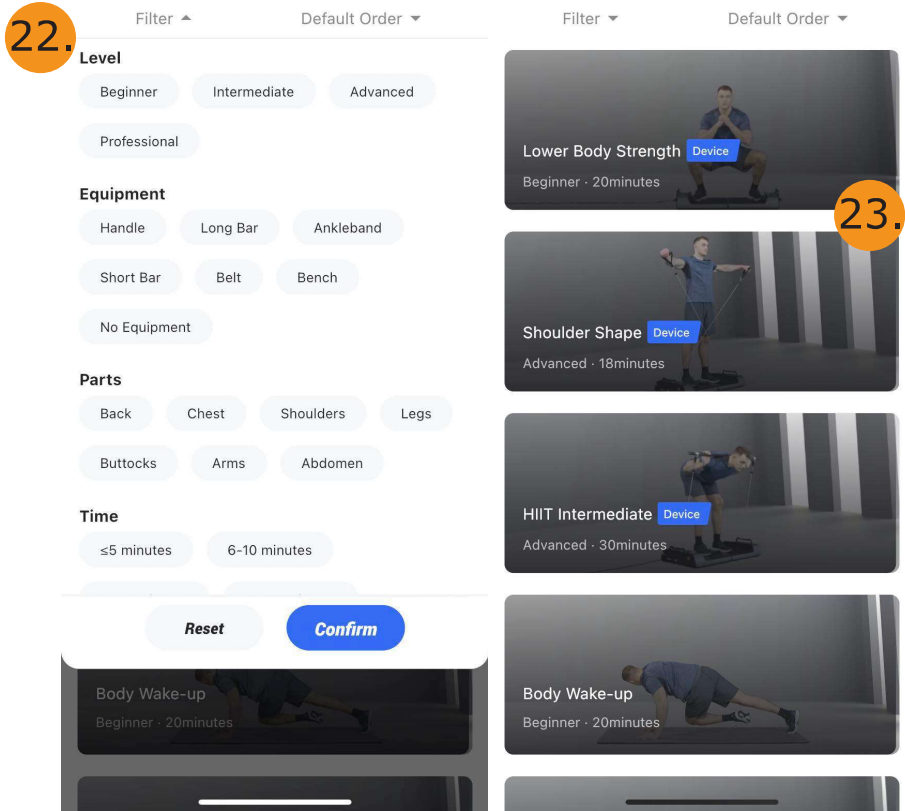 22.
Filter Default Order
Level
Beginner Intermediate Advanced
Professional
Equipment
Handle Long Bar Ankleband
Short Bar Belt Bench
No Equipment
Parts
Back Chest Shoulders Legs
Buttocks Arms Abdomen
Time
≤5 minutes 6-10 minutes
Reset Confirm
Body Wake-up
Beginner · 20minutes
Filter Default Order
Lower Body Strength Device
Beginner · 20minutes
23.
Shoulder Shape Device
Advanced · 18minutes
HIIT Intermediate Device
Advanced · 30minutes
Body Wake-up
Beginner · 20minutes